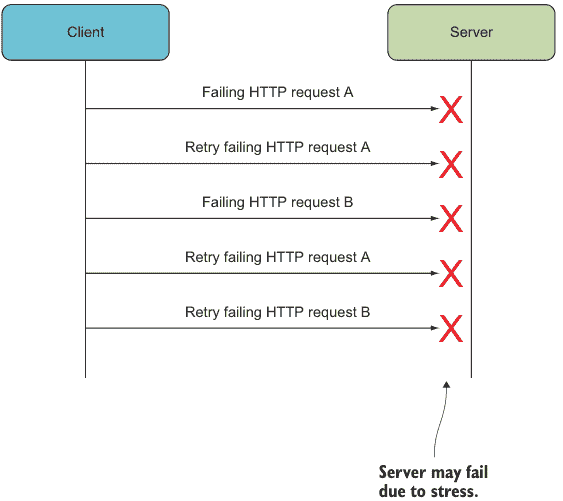 Client
Server
Failing HTTP request A
Retry failing HTTP request A
Failing HTTP request B
Retry failing HTTP request A
Retry failing HTTP request B
Server may fail
due to stress.